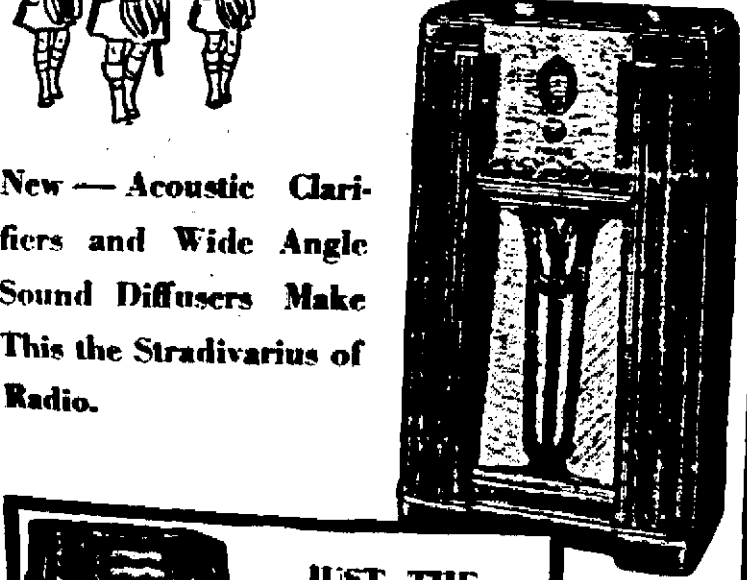 New — Acoustic Clari-
fiers and Wide Angle
Sound Diffusers Make
This the Stradivarius of
Radio.
JUST THE